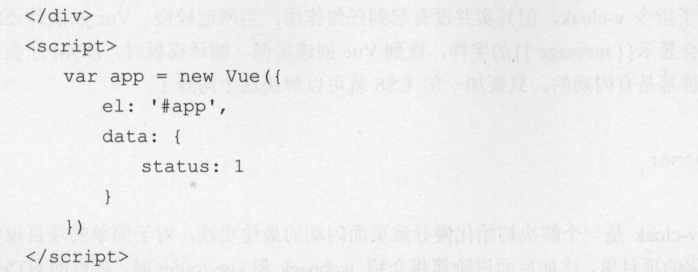 </div>
<script>
    var app = new Vue({
        el: '#app',
        data: {
            status: 1
        }
    })
</script>